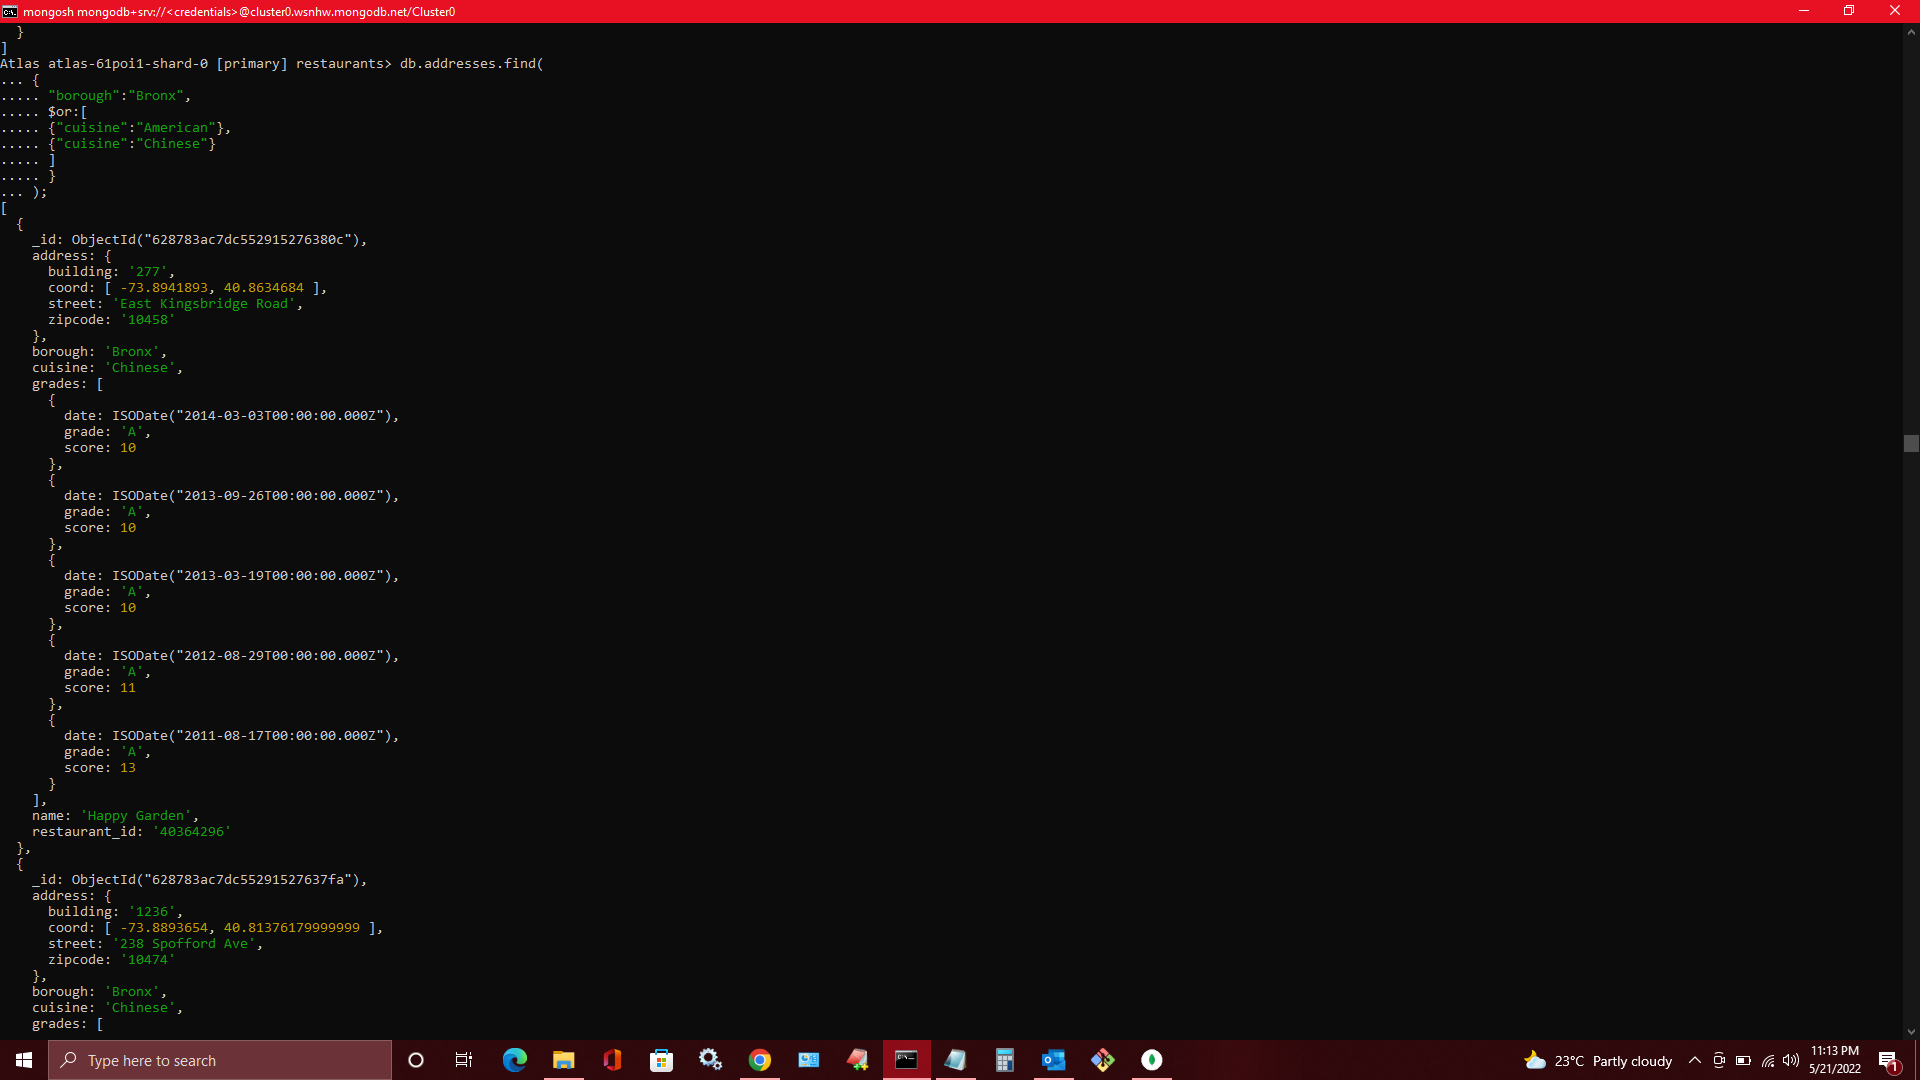 mongosh mongodb+srv://<credentials>@cluster0.wsnhw.mongodb.net/Cluster0
  }
]
Atlas atlas-61poi1-shard-0 [primary] restaurants> db.addresses.find(
... {
..... "borough":"Bronx",
..... $or:[
..... {"cuisine":"American"},
..... {"cuisine":"Chinese"}
..... ]
..... }
... );
[
  {
    _id: ObjectId("628783ac7dc552915276380c"),
    address: {
      building: '277',
      coord: [ -73.8941893, 40.8634684 ],
      street: 'East Kingsbridge Road',
      zipcode: '10458'
    },
    borough: 'Bronx',
    cuisine: 'Chinese',
    grades: [
      {
        date: ISODate("2014-03-03T00:00:00.000Z"),
        grade: 'A',
        score: 10
      },
      {
        date: ISODate("2013-09-26T00:00:00.000Z"),
        grade: 'A',
        score: 10
      },
      {
        date: ISODate("2013-03-19T00:00:00.000Z"),
        grade: 'A',
        score: 10
      },
      {
        date: ISODate("2012-08-29T00:00:00.000Z"),
        grade: 'A',
        score: 11
      },
      {
        date: ISODate("2011-08-17T00:00:00.000Z"),
        grade: 'A',
        score: 13
      }
    ],
    name: 'Happy Garden',
    restaurant_id: '40364296'
  },
  {
    _id: ObjectId("628783ac7dc55291527637fa"),
    address: {
      building: '1236',
      coord: [ -73.8893654, 40.81376179999999 ],
      street: '238 Spofford Ave',
      zipcode: '10474'
    },
    borough: 'Bronx',
    cuisine: 'Chinese',
    grades: [
Type here to search
23°C Partly cloudy
11:13 PM
5/21/2022
1